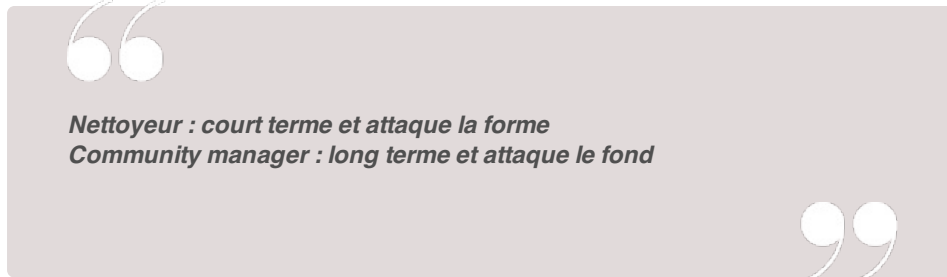 Nettoyeur : court terme et attaque la forme
Community manager : long terme et attaque le fond